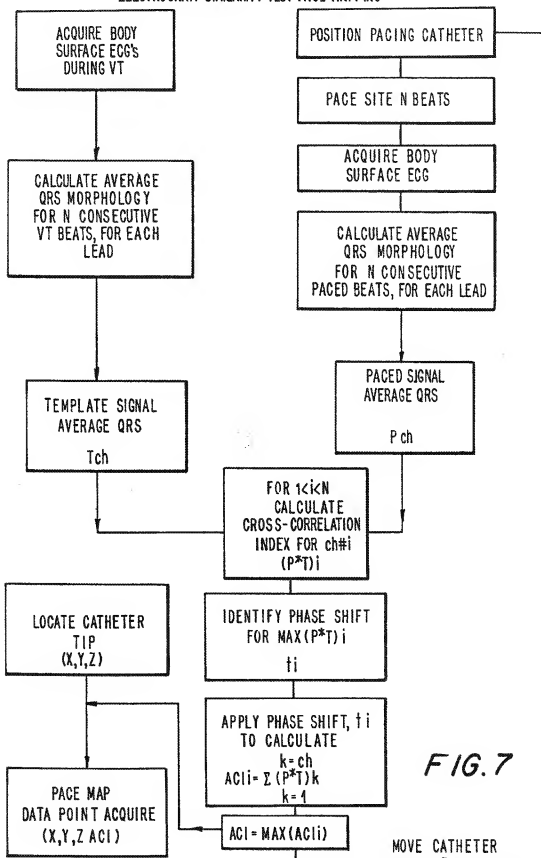 ACQUIRE BODY
SURFACE ECG'S
DURING VT
CALCULATE AVERAGE
QRS MORPHOLOGY
FOR N CONSECUTIVE
VT BEATS, FOR EACH
LEAD
TEMPLATE SIGNAL
AVERAGE QRS
Tch
POSITION PACING CATHETER
PACE SITE N BEATS
ACQUIRE BODY
SURFACE ECG
CALCULATE AVERAGE
QRS MORPHOLOGY
FOR N CONSECUTIVE
PACED BEATS, FOR EACH LEAD
PACED SIGNAL
AVERAGE QRS
Pch
FOR 1<i<N
CALCULATE
CROSS-CORRELATION
INDEX FOR ch#i
(P*T)i
IDENTIFY PHASE SHIFT
FOR MAX(P*T)i
ti
APPLY PHASE SHIFT, ti
TO CALCULATE
k=ch
ACIi=Σ(P*T)k
k=1
ACI=MAX(ACIi)
LOCATE CATHETER
TIP
(X,Y,Z)
PACE MAP
DATA POINT ACQUIRE
(X,Y,Z ACI)
FIG.7
MOVE CATHETER